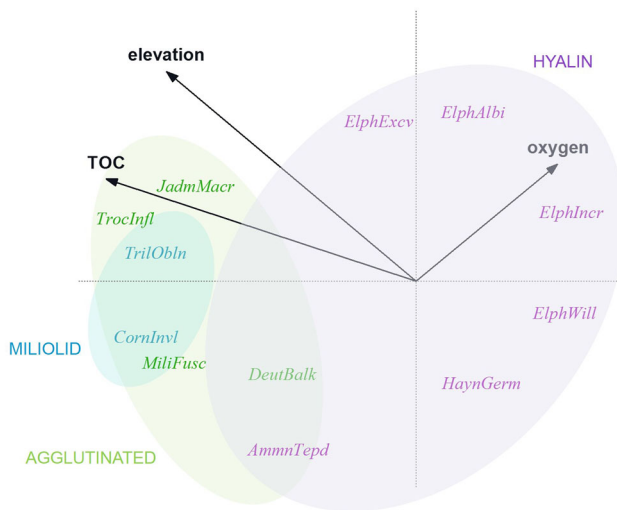 elevation
HYALIN
ElphExcv
ElphAlbi
oxygen
TOC
JadmMacr
TrocInfl
ElphIncr
TrilObln
ElphWill
CornInvl
MILIOLID
MiliFusc
DeutBalk
HaynGerm
AmmnTepd
AGGLUTINATED